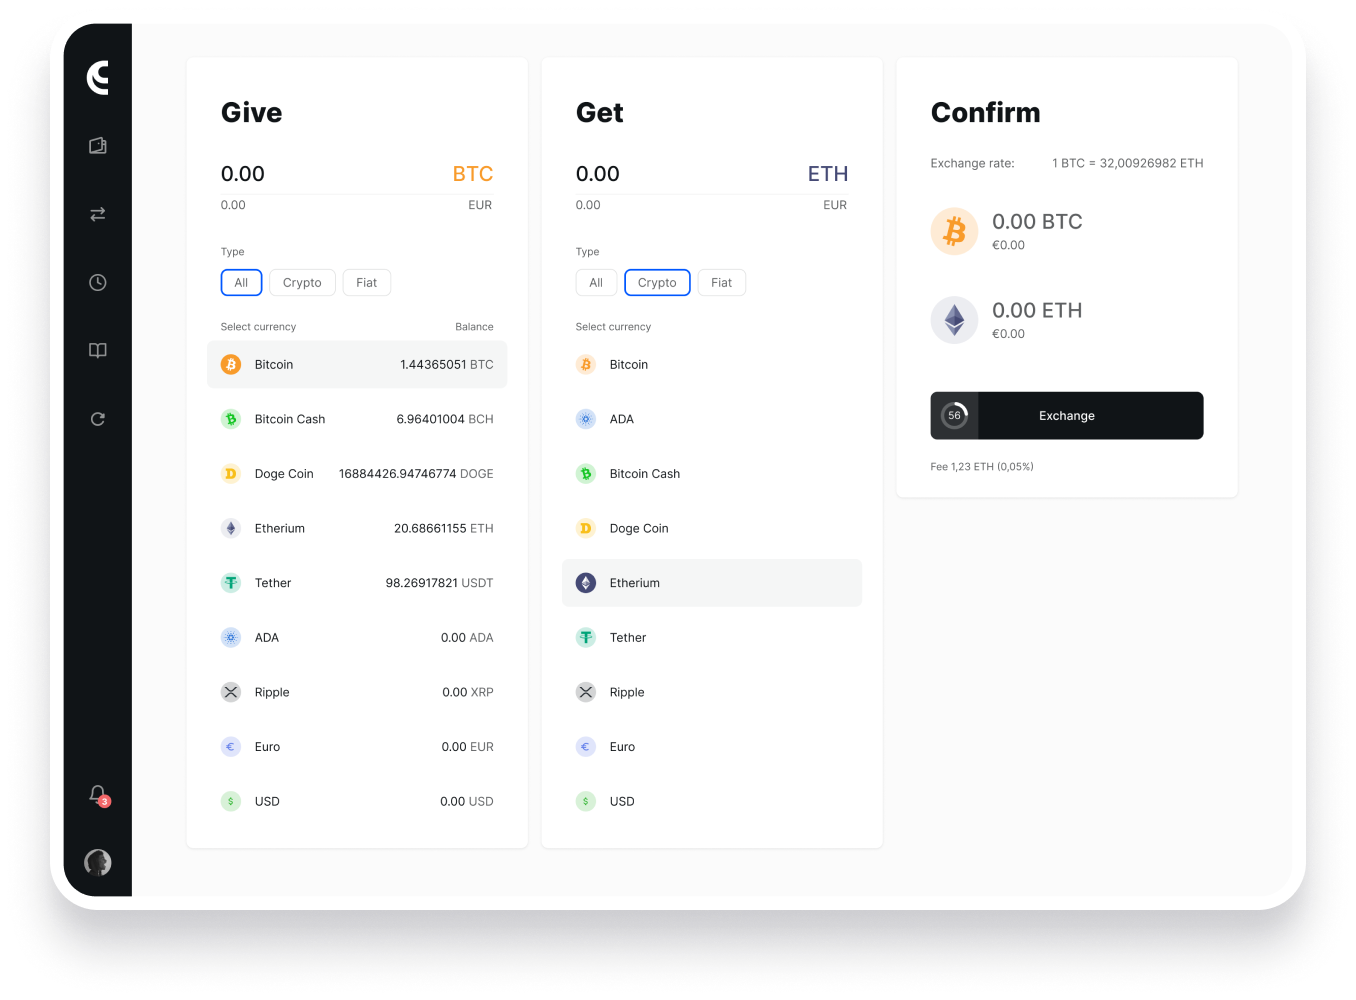 Give
0.00 BTC
0.00 EUR
Type
All Crypto Fiat
Select currency Balance
Bitcoin 1.44365051 BTC
Bitcoin Cash 6.96401004 BCH
Doge Coin 16884426.94746774 DOGE
Etherium 20.68661155 ETH
Tether 98.26917821 USDT
ADA 0.00 ADA
Ripple 0.00 XRP
Euro 0.00 EUR
USD 0.00 USD
Get
0.00 ETH
0.00 EUR
Type
All Crypto Fiat
Select currency
Bitcoin
ADA
Bitcoin Cash
Doge Coin
Etherium
Tether
Ripple
Euro
USD
Confirm
Exchange rate: 1 BTC = 32,00926982 ETH
0.00 BTC
€0.00
0.00 ETH
€0.00
56 Exchange
Fee 1,23 ETH (0,05%)
3